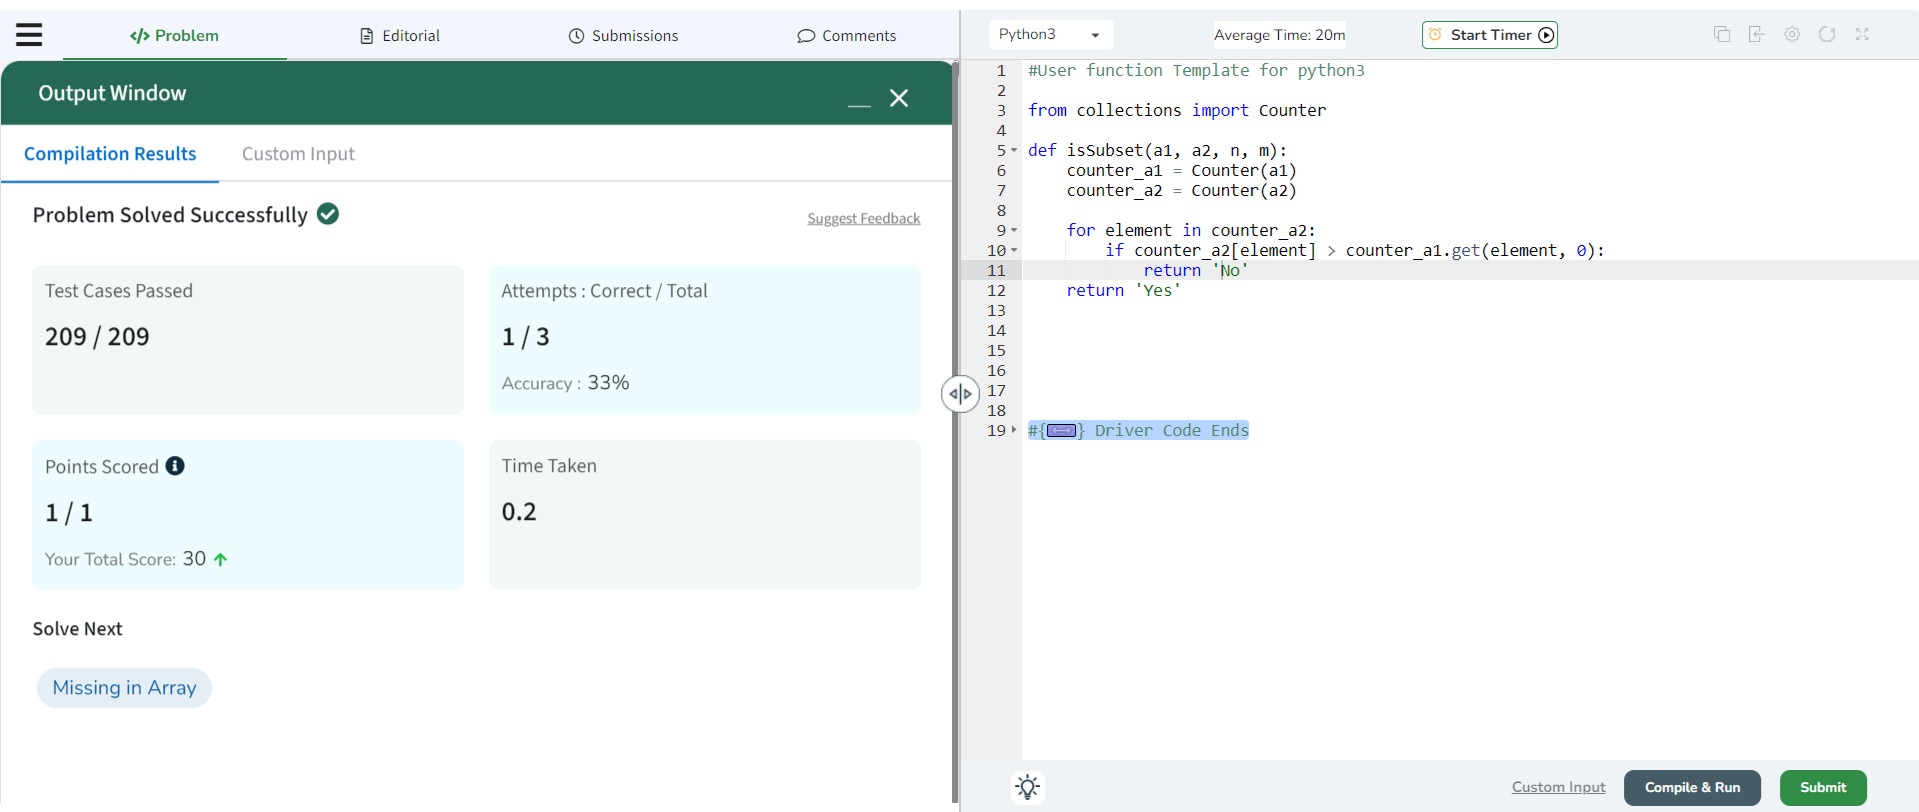 </> Problem
Editorial
Submissions
Comments
Output Window
Compilation Results
Custom Input
Problem Solved Successfully
Suggest Feedback
Test Cases Passed
209 / 209
Attempts : Correct / Total
1 / 3
Accuracy : 33%
Points Scored
1 / 1
Your Total Score: 30
Time Taken
0.2
Solve Next
Missing in Array
Python3
Average Time: 20m
Start Timer
1 #User function Template for python3
2
3 from collections import Counter
4
5 def isSubset(a1, a2, n, m):
6     counter_a1 = Counter(a1)
7     counter_a2 = Counter(a2)
8
9     for element in counter_a2:
10         if counter_a2[element] > counter_a1.get(element, 0):
11             return 'No'
12     return 'Yes'
13
14
15
16
17
18
19 #{} Driver Code Ends
Custom Input
Compile & Run
Submit